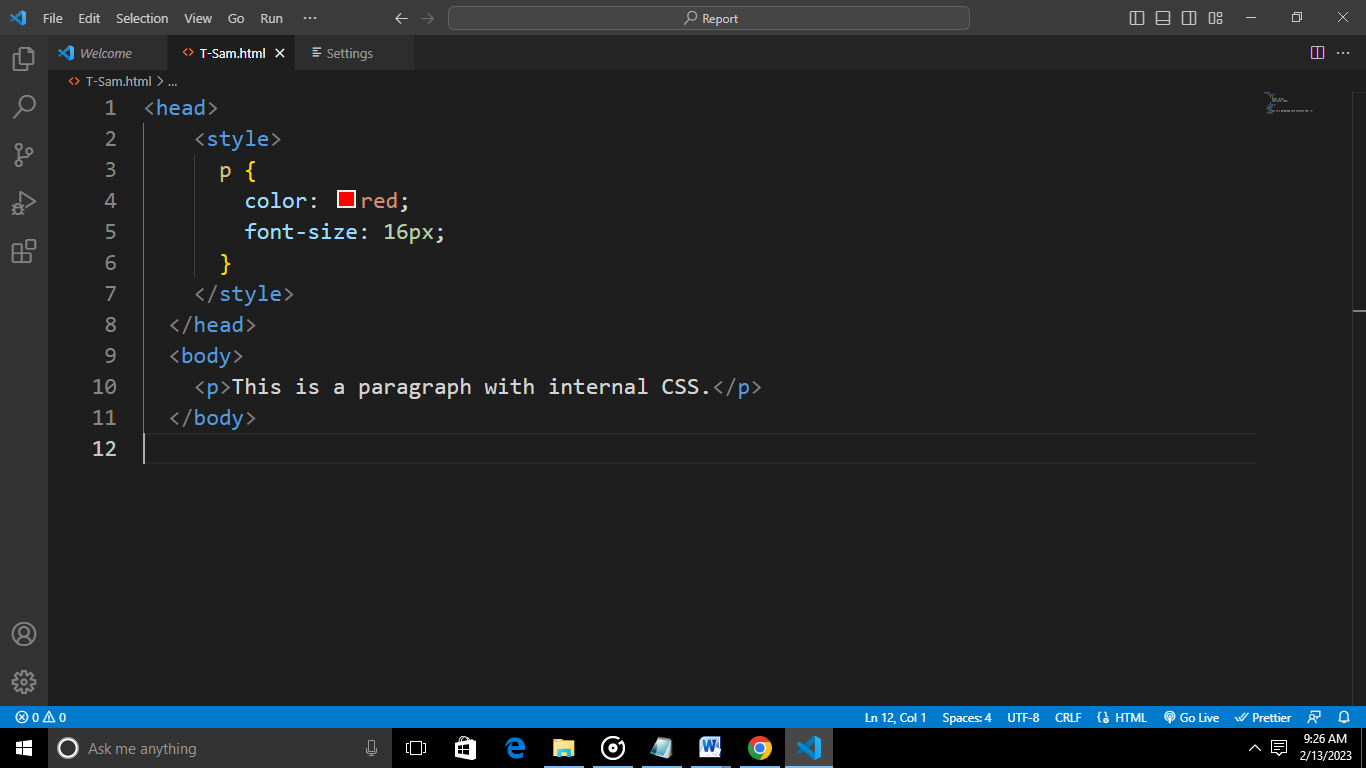 File Edit Selection View Go Run ··· Report
Welcome T-Sam.html Settings
T-Sam.html > ...
1 <head>
2 <style>
3 p {
4 color: red;
5 font-size: 16px;
6 }
7 </style>
8 </head>
9 <body>
10 <p>This is a paragraph with internal CSS.</p>
11 </body>
12
0 0 Ln 12, Col 1 Spaces: 4 UTF-8 CRLF HTML Go Live Prettier
Ask me anything
9:26 AM
2/13/2023